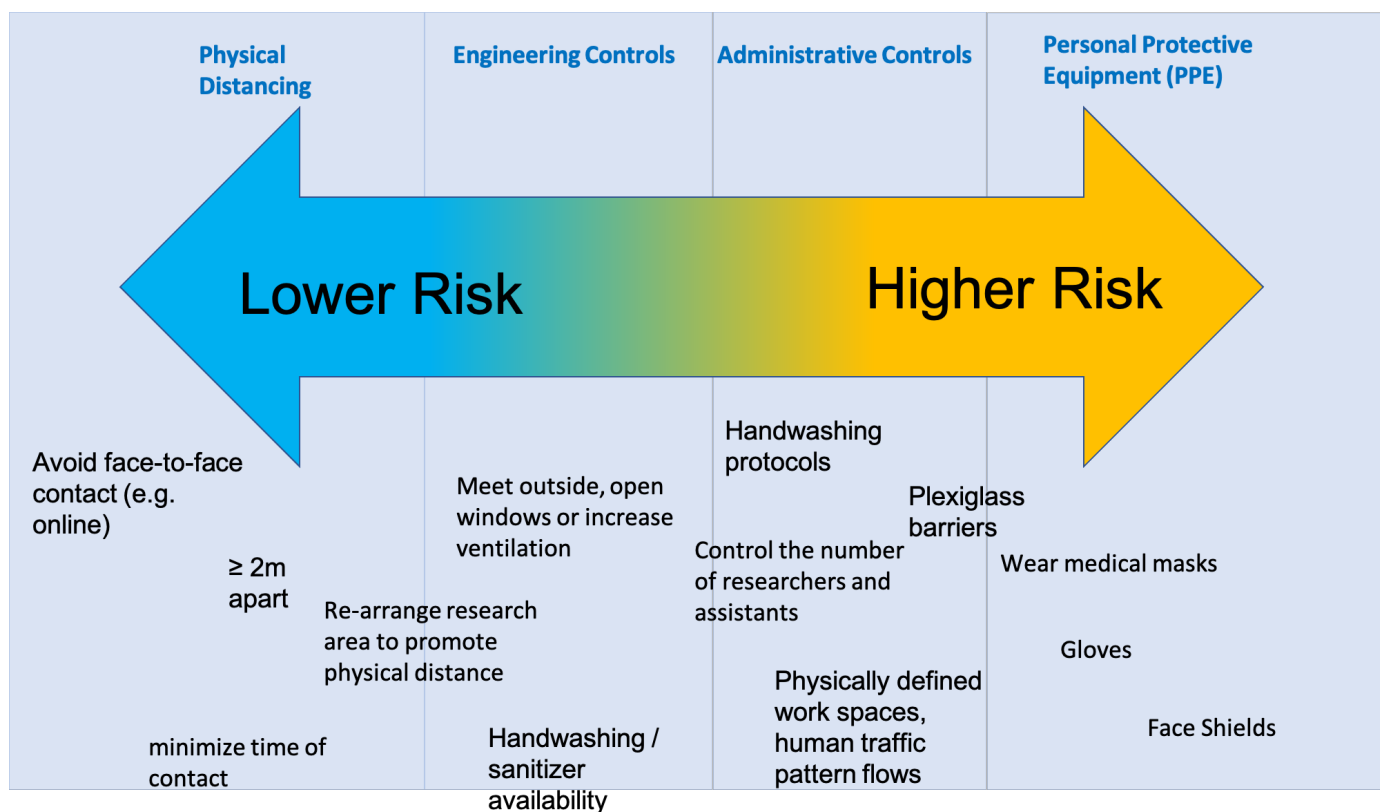 Physical
Distancing
Engineering Controls
Administrative Controls
Personal Protective
Equipment (PPE)
Lower Risk
Higher Risk
Avoid face-to-face
contact (e.g.
online)
≥ 2m
apart
Re-arrange research
area to promote
physical distance
minimize time of
contact
Meet outside, open
windows or increase
ventilation
Handwashing /
sanitizer
availability
Handwashing
protocols
Plexiglass
barriers
Control the number
of researchers and
assistants
Physically defined
work spaces,
human traffic
pattern flows
Wear medical masks
Gloves
Face Shields